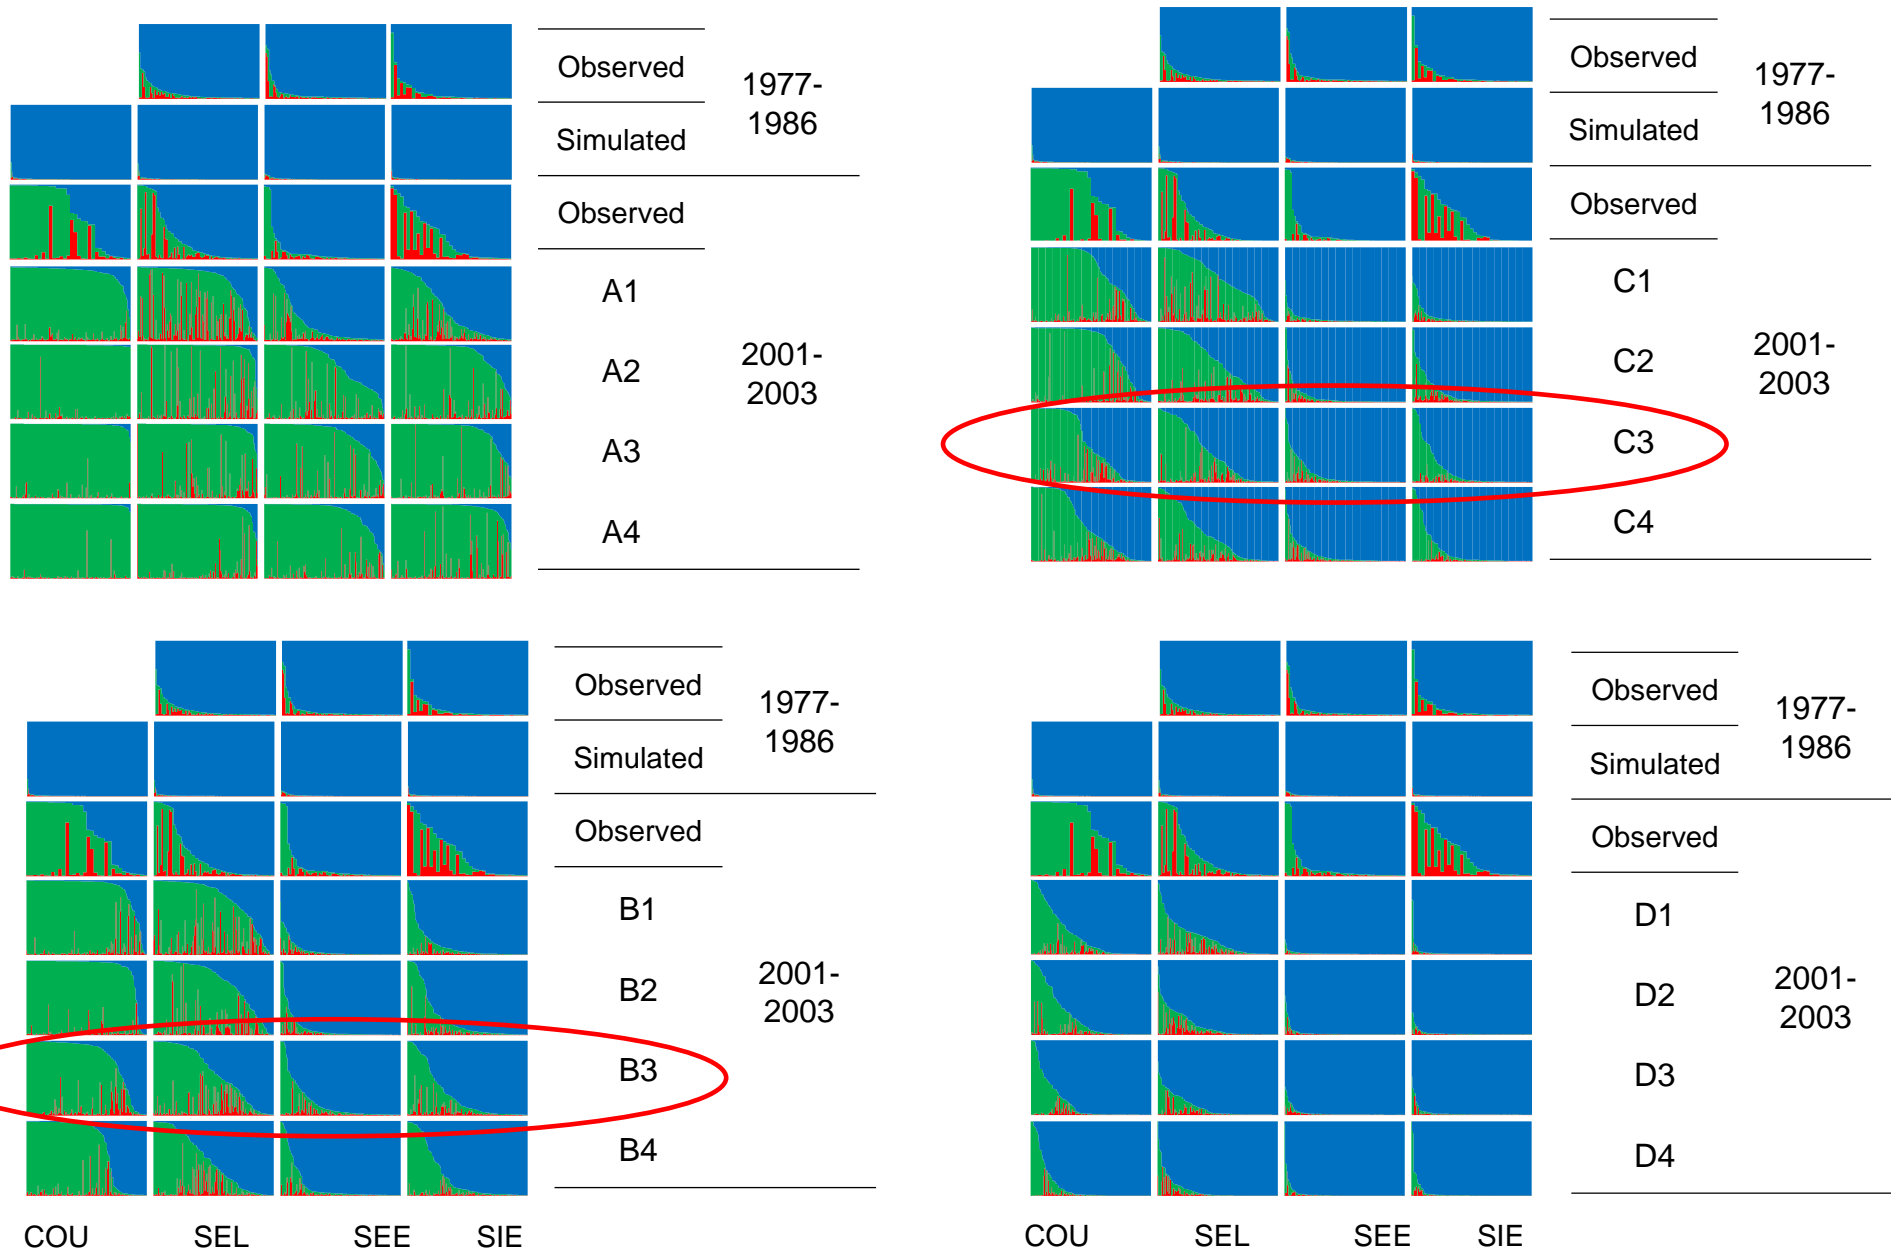 Observed
1977-
1986
Simulated
Observed
A1
A2
2001-
2003
A3
A4
Observed
1977-
1986
Simulated
Observed
C1
C2
2001-
2003
C3
C4
Observed
1977-
1986
Simulated
Observed
B1
B2
2001-
2003
B3
B4
COU SEL SEE SIE
Observed
1977-
1986
Simulated
Observed
D1
D2
2001-
2003
D3
D4
COU SEL SEE SIE